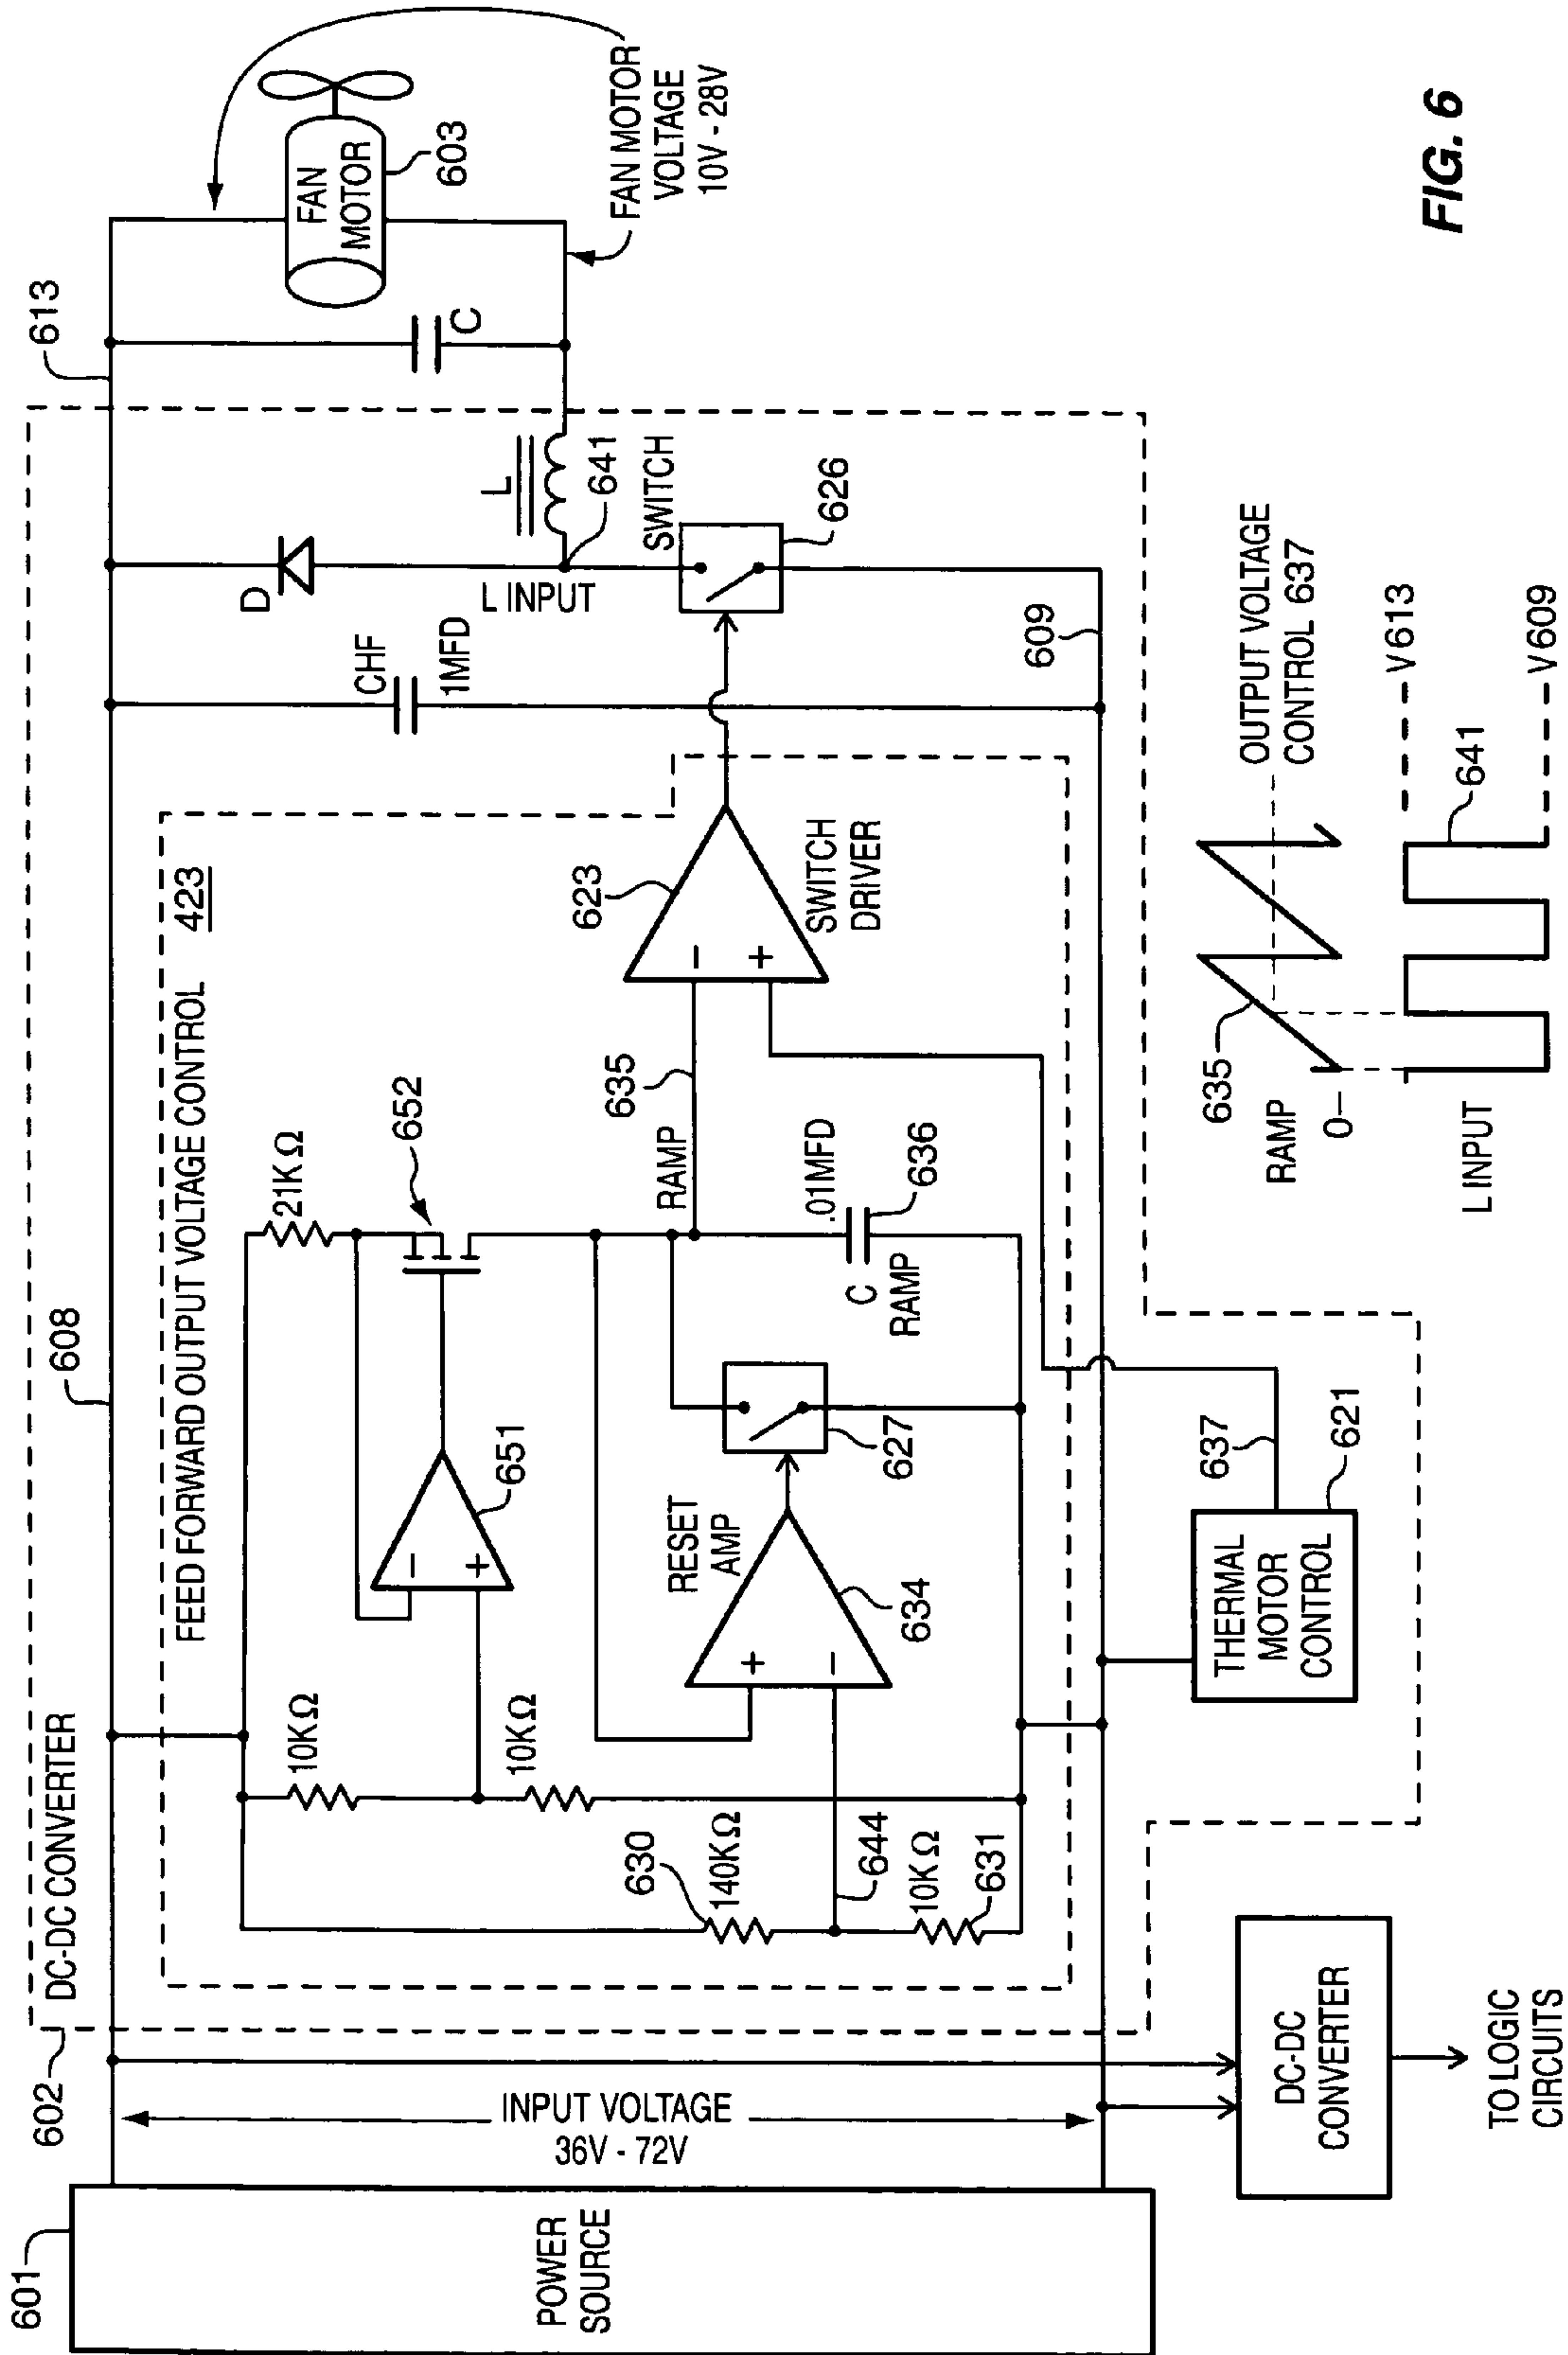 613
FAN MOTOR
603
FAN MOTOR
VOLTAGE
10V - 28V
C
608
602
DC-DC CONVERTER
D
L
641
L INPUT
SWITCH
626
CHF
1MFD
609
FEED FORWARD OUTPUT VOLTAGE CONTROL 423
623
-
+
SWITCH
DRIVER
21KΩ
652
RAMP
635
.01MFD
636
C
RAMP
651
-
+
10KΩ
10KΩ
RESET
AMP
627
634
+
-
630
140KΩ
644
10KΩ
631
637
621
THERMAL
MOTOR
CONTROL
601
POWER
SOURCE
INPUT VOLTAGE
36V - 72V
DC-DC
CONVERTER
TO LOGIC
CIRCUITS
635
RAMP
0
OUTPUT VOLTAGE
CONTROL 637
L INPUT
V613
641
V609
FIG. 6